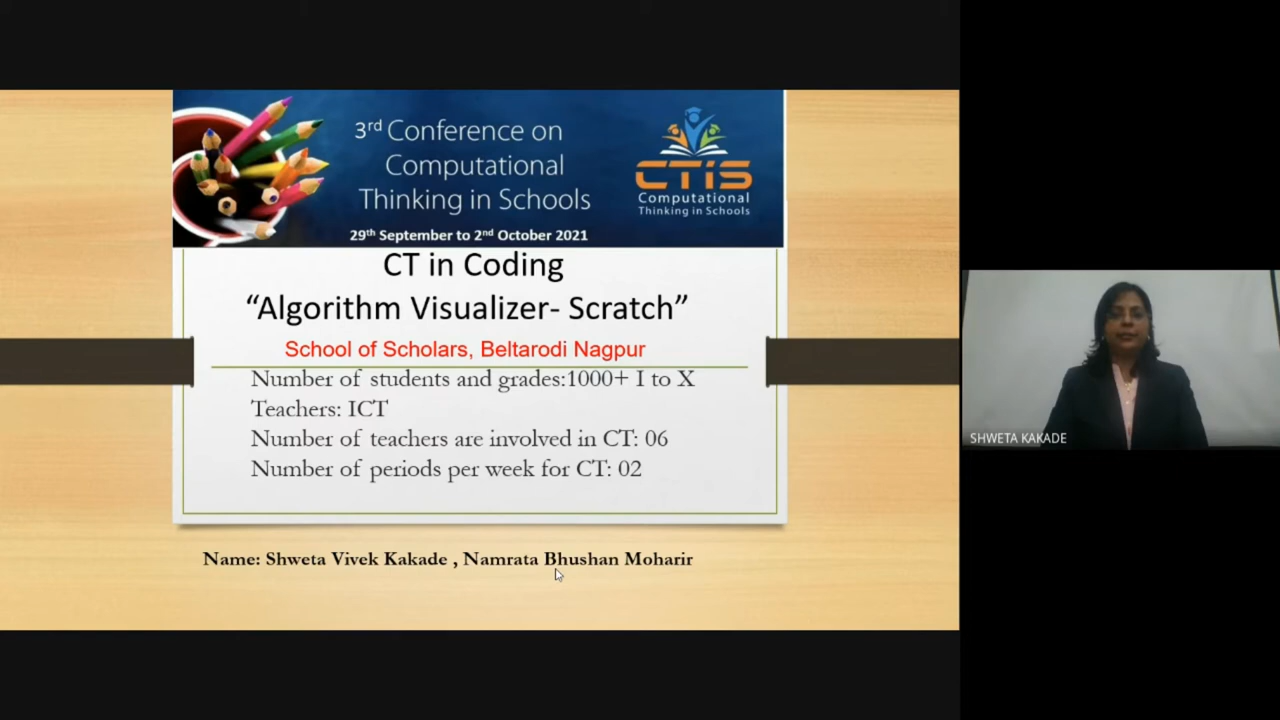 3rd Conference on
Computational
Thinking in Schools
29th September to 2nd October 2021
CTiS
Computational
Thinking in Schools
CT in Coding
“Algorithm Visualizer- Scratch”
School of Scholars, Beltarodi Nagpur
Number of students and grades:1000+ I to X
Teachers: ICT
Number of teachers are involved in CT: 06
Number of periods per week for CT: 02
Name: Shweta Vivek Kakade , Namrata Bhushan Moharir
SHWETA KAKADE